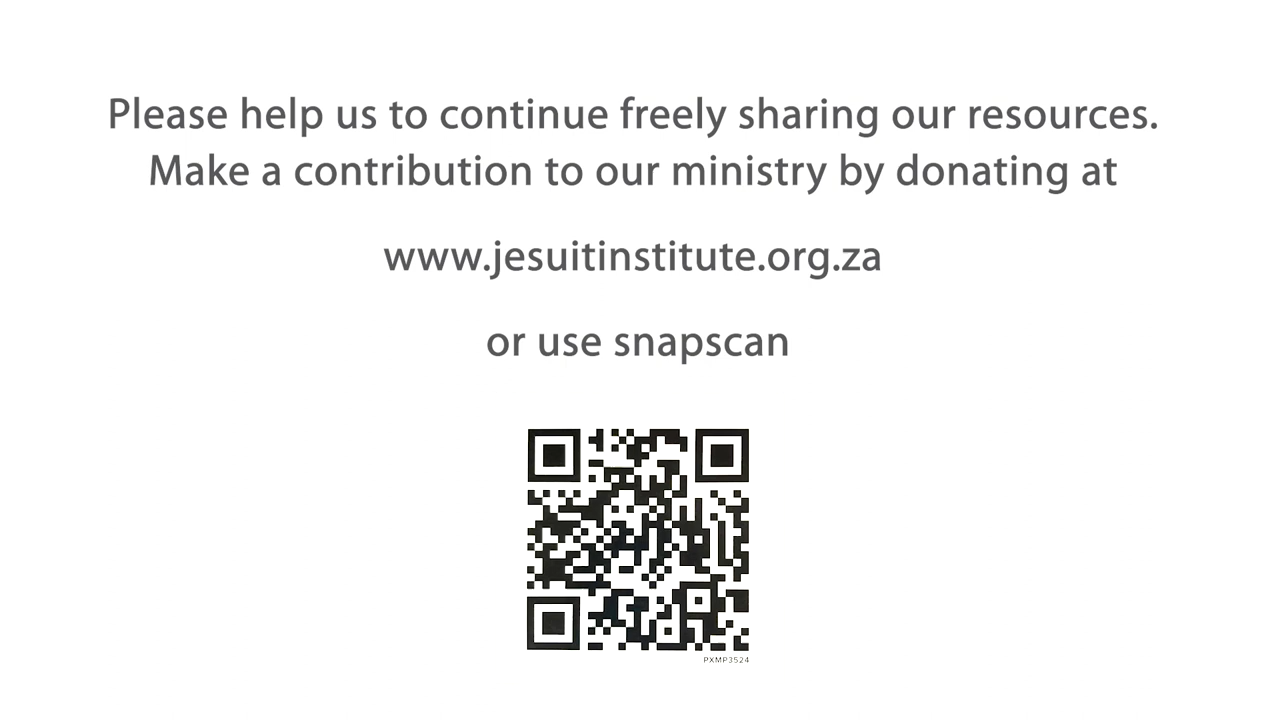 Please help us to continue freely sharing our resources.
Make a contribution to our ministry by donating at
www.jesuitinstitute.org.za
or use snapscan
PXMP3524